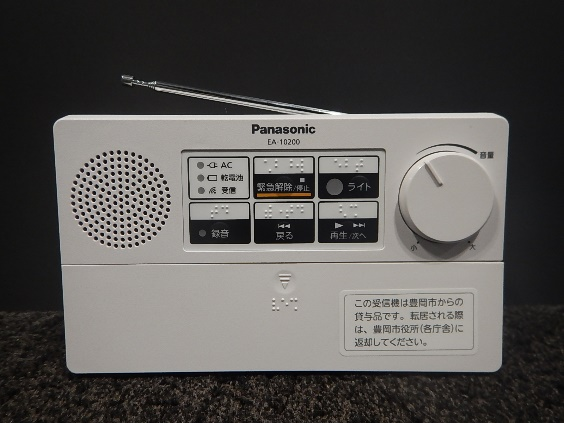 Panasonic
EA-10200
AC
乾電池
受信
緊急解除/停止
ライト
録音
戻る
再生/次へ
音量
小
大
この受信機は豊岡市からの
貸与品です。転居される際
は、豊岡市役所(各庁舎)に
返却してください。